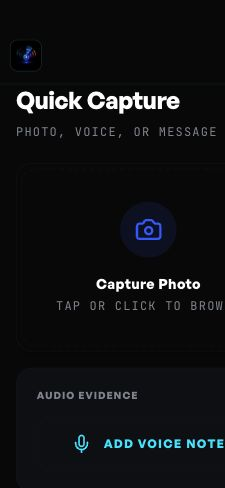 Quick Capture
PHOTO, VOICE, OR MESSAGE
Capture Photo
TAP OR CLICK TO BROW
AUDIO EVIDENCE
ADD VOICE NOTE